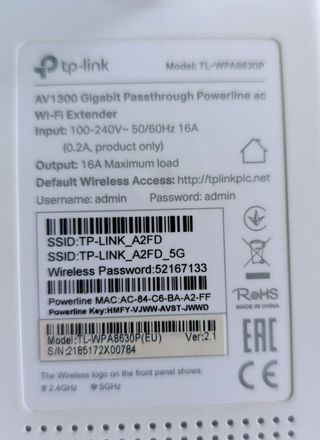 tp-link
Model: TL-WPA8630P
AV1300 Gigabit Passthrough Powerline ac
Wi-Fi Extender
Input: 100-240V~ 50/60Hz 16A
(0.2A, product only)
Output: 16A Maximum load
Default Wireless Access: http://tplinkplc.net
Username: admin Password: admin
SSID:TP-LINK_A2FD
SSID:TP-LINK_A2FD_5G
Wireless Password:52167133
Powerline MAC:AC-84-C6-BA-A2-FF
Powerline Key:HMFY-VJWW-AVST-JWWD
Model:TL-WPA8630P(EU) Ver:2.1
S/N:2185172X00784
RoHS
MADE IN CHINA
EAC
CE
The Wireless logo on the front panel shows:
2.4GHz 5GHz